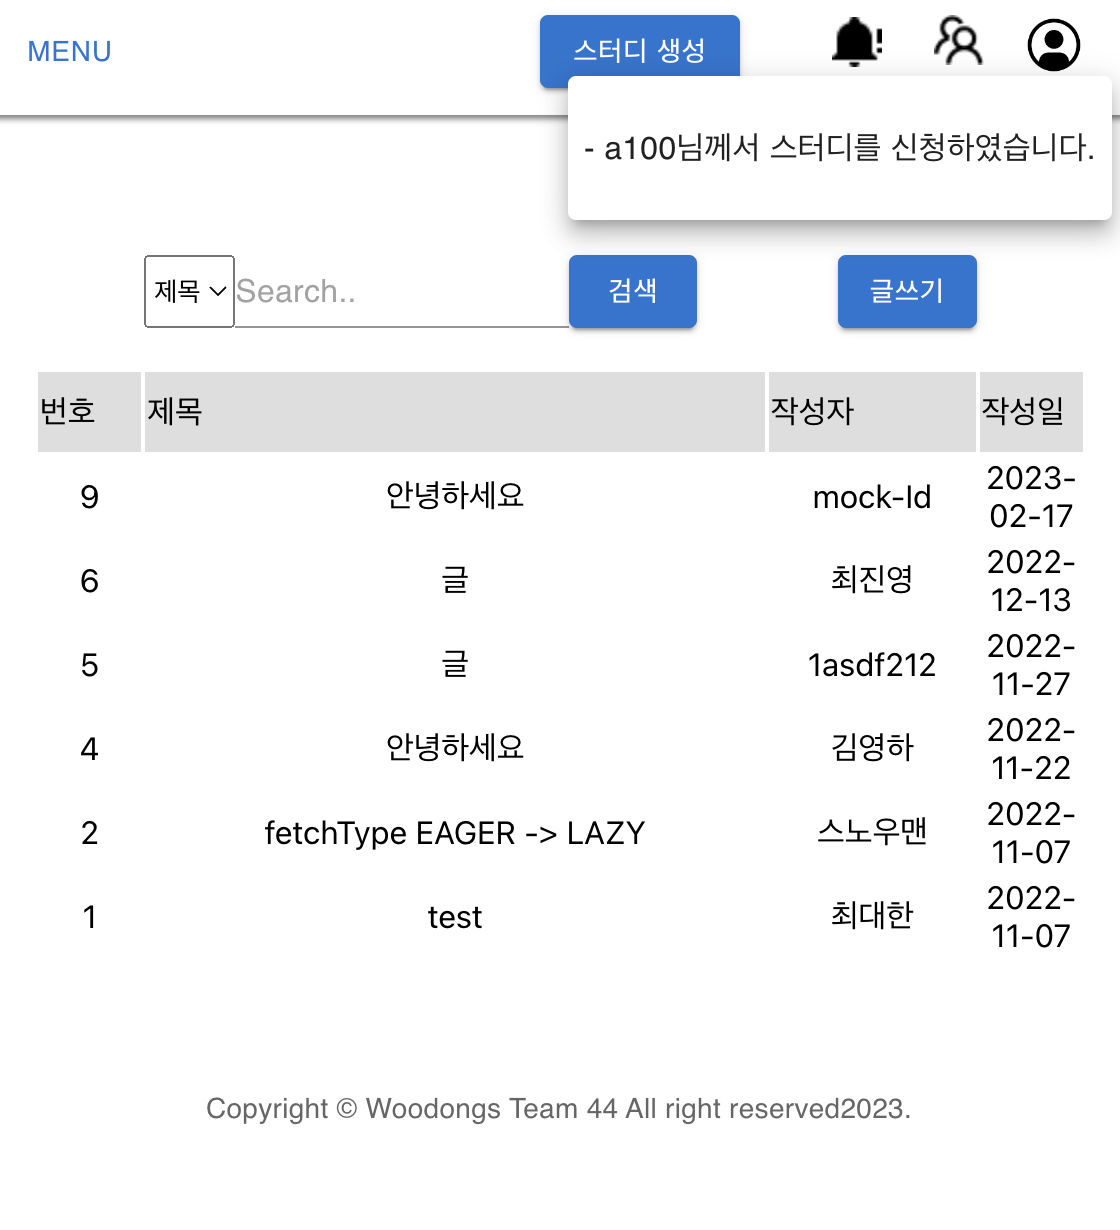 MENU
스터디 생성
- a100님께서 스터디를 신청하였습니다.
제목
Search..
검색
글쓰기
번호 제목 작성자 작성일
9 안녕하세요 mock-Id 2023-
02-17
6 글 최진영 2022-
12-13
5 글 1asdf212 2022-
11-27
4 안녕하세요 김영하 2022-
11-22
2 fetchType EAGER -> LAZY 스노우맨 2022-
11-07
1 test 최대한 2022-
11-07
Copyright © Woodongs Team 44 All right reserved2023.